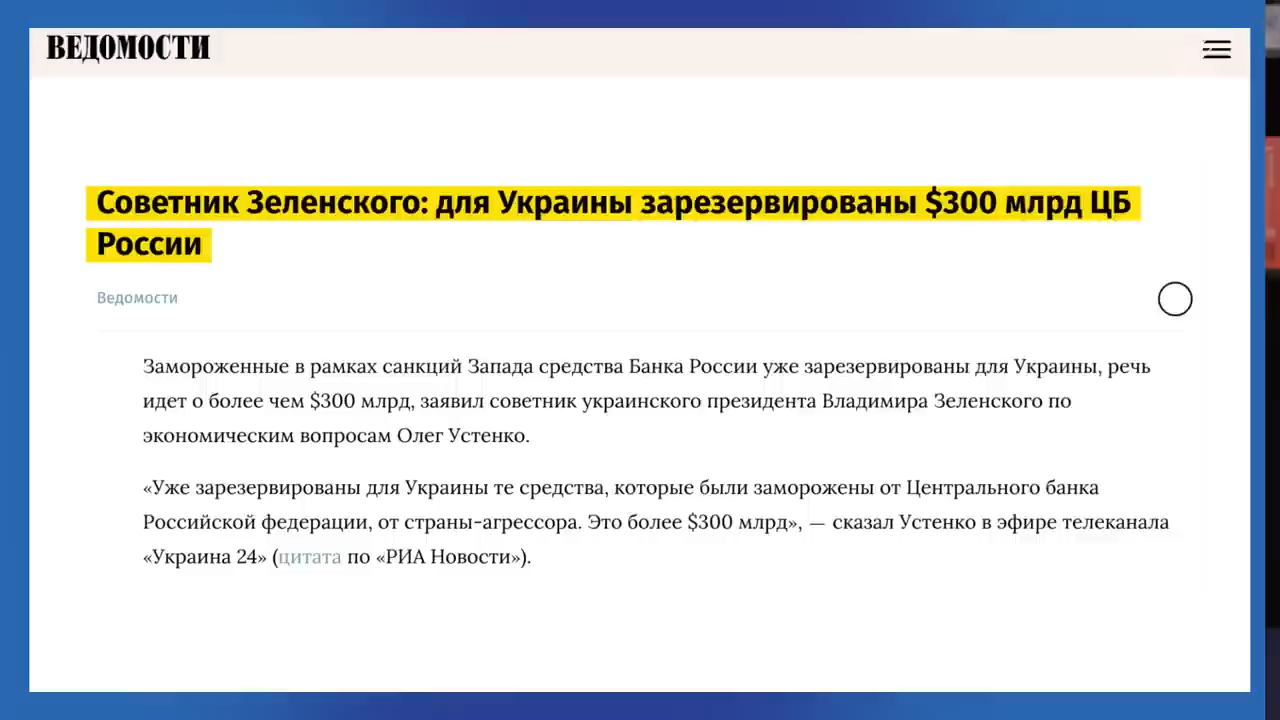 ВЕДОМОСТИ
Советник Зеленского: для Украины зарезервированы $300 млрд ЦБ
России
Ведомости
Замороженные в рамках санкций Запада средства Банка России уже зарезервированы для Украины, речь
идет о более чем $300 млрд, заявил советник украинского президента Владимира Зеленского по
экономическим вопросам Олег Устенко.
«Уже зарезервированы для Украины те средства, которые были заморожены от Центрального банка
Российской федерации, от страны-агрессора. Это более $300 млрд», — сказал Устенко в эфире телеканала
«Украина 24» (цитата по «РИА Новости»).